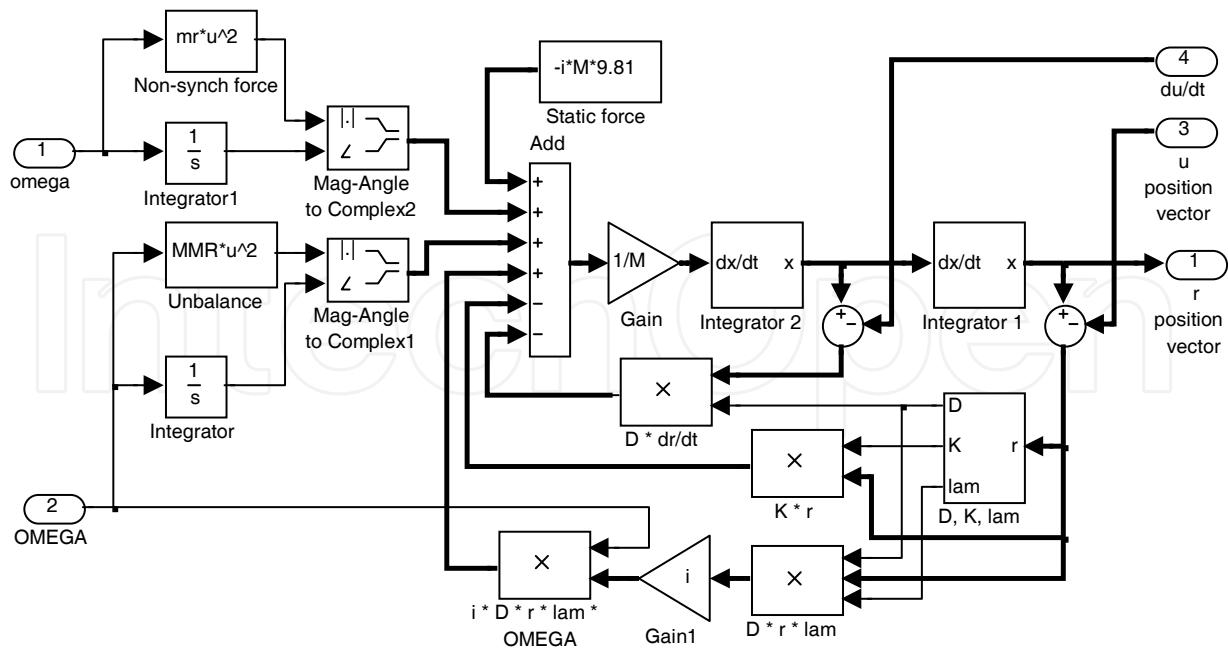 mr*u^2
Non-synch force
1
omega
1
s
Integrator1
|·|
∠
Mag-Angle
to Complex2
-i*M*9.81
Static force
Add
+
+
+
+
−
−
MMR*u^2
Unbalance
|·|
∠
Mag-Angle
to Complex1
1
s
Integrator
2
OMEGA
1/M
Gain
dx/dt x
Integrator 2
dx/dt x
Integrator 1
+
−
+
−
4
du/dt
3
u
position
vector
1
r
position
vector
×
D * dr/dt
×
K * r
D
K
lam
r
D, K, lam
×
i * D * r * lam *
OMEGA
i
Gain1
×
D * r * lam
IntechOpen